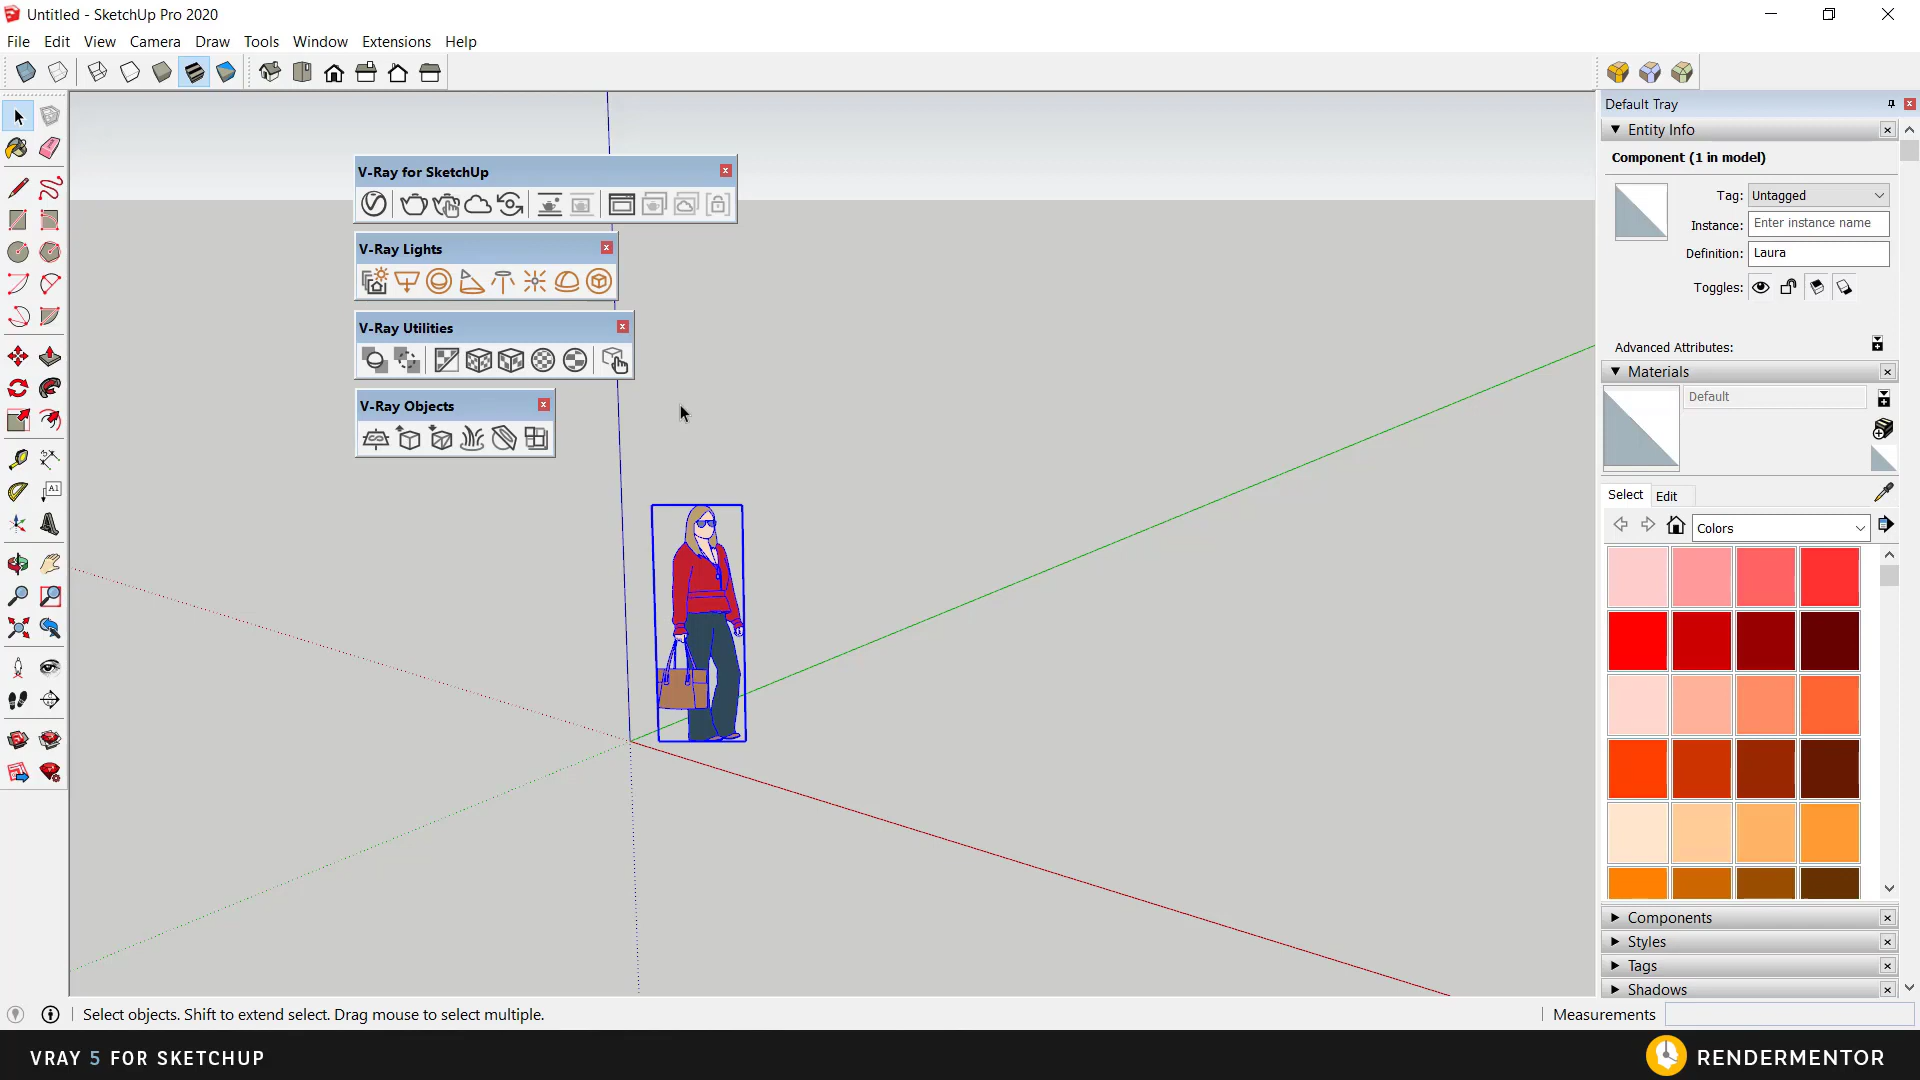 Untitled - SketchUp Pro 2020
File Edit View Camera Draw Tools Window Extensions Help
Default Tray
Entity Info
Component (1 in model)
Tag: Untagged
Instance: Enter instance name
Definition: Laura
Toggles:
Advanced Attributes:
Materials
Default
Select Edit
Colors
Components
Styles
Tags
Shadows
V-Ray for SketchUp
V-Ray Lights
V-Ray Utilities
V-Ray Objects
A1
Select objects. Shift to extend select. Drag mouse to select multiple.
Measurements
VRAY 5 FOR SKETCHUP
RENDERMENTOR